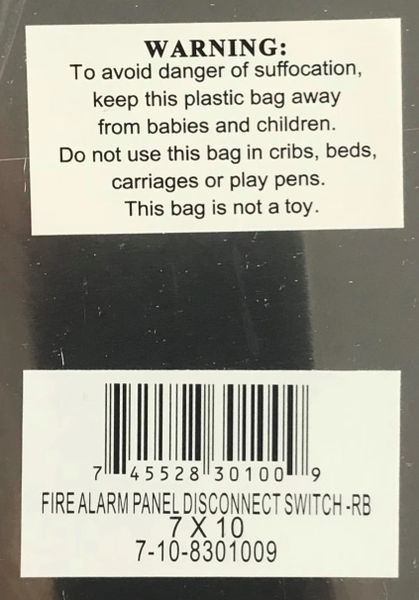 WARNING:
To avoid danger of suffocation,
keep this plastic bag away
from babies and children.
Do not use this bag in cribs, beds,
carriages or play pens.
This bag is not a toy.
7 45528 30100 9
FIRE ALARM PANEL DISCONNECT SWITCH -RB
7 X 10
7-10-8301009